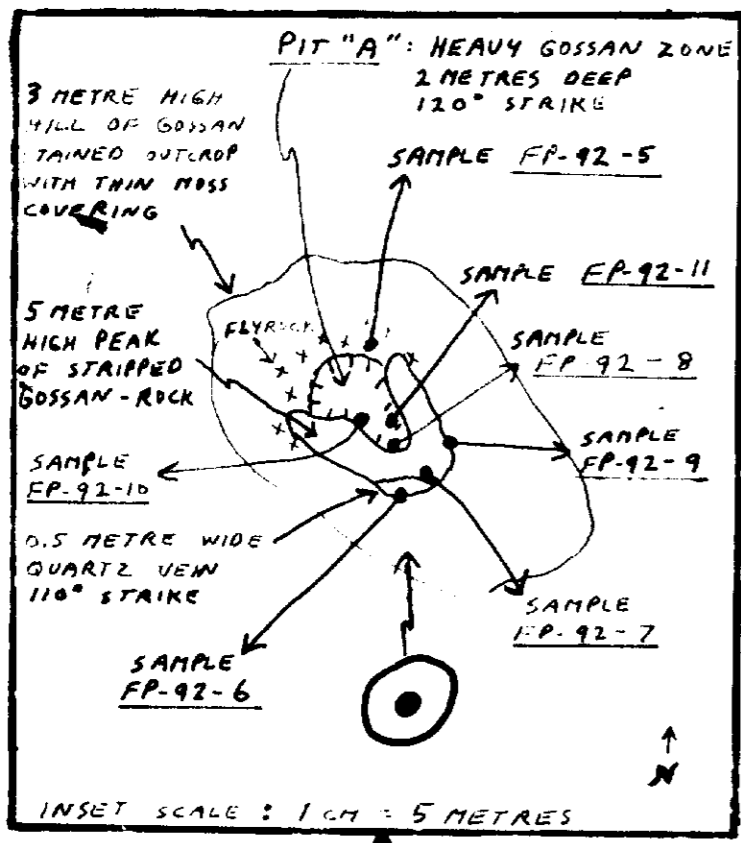 PIT "A": HEAVY GOSSAN ZONE
2 METRES DEEP
120° STRIKE
3 METRE HIGH
HILL OF GOSSAN
STAINED OUTCROP
WITH THIN MOSS
COVERING
SAMPLE FP-92-5
SAMPLE FP-92-11
5 METRE
HIGH PEAK
OF STRIPPED
GOSSAN-ROCK
FLYROCK
SAMPLE
FP-92-8
SAMPLE
FP-92-9
SAMPLE
FP-92-10
0.5 METRE WIDE
QUARTZ VEIN
110° STRIKE
SAMPLE
FP-92-7
SAMPLE
FP-92-6
N
INSET SCALE : 1 CM = 5 METRES